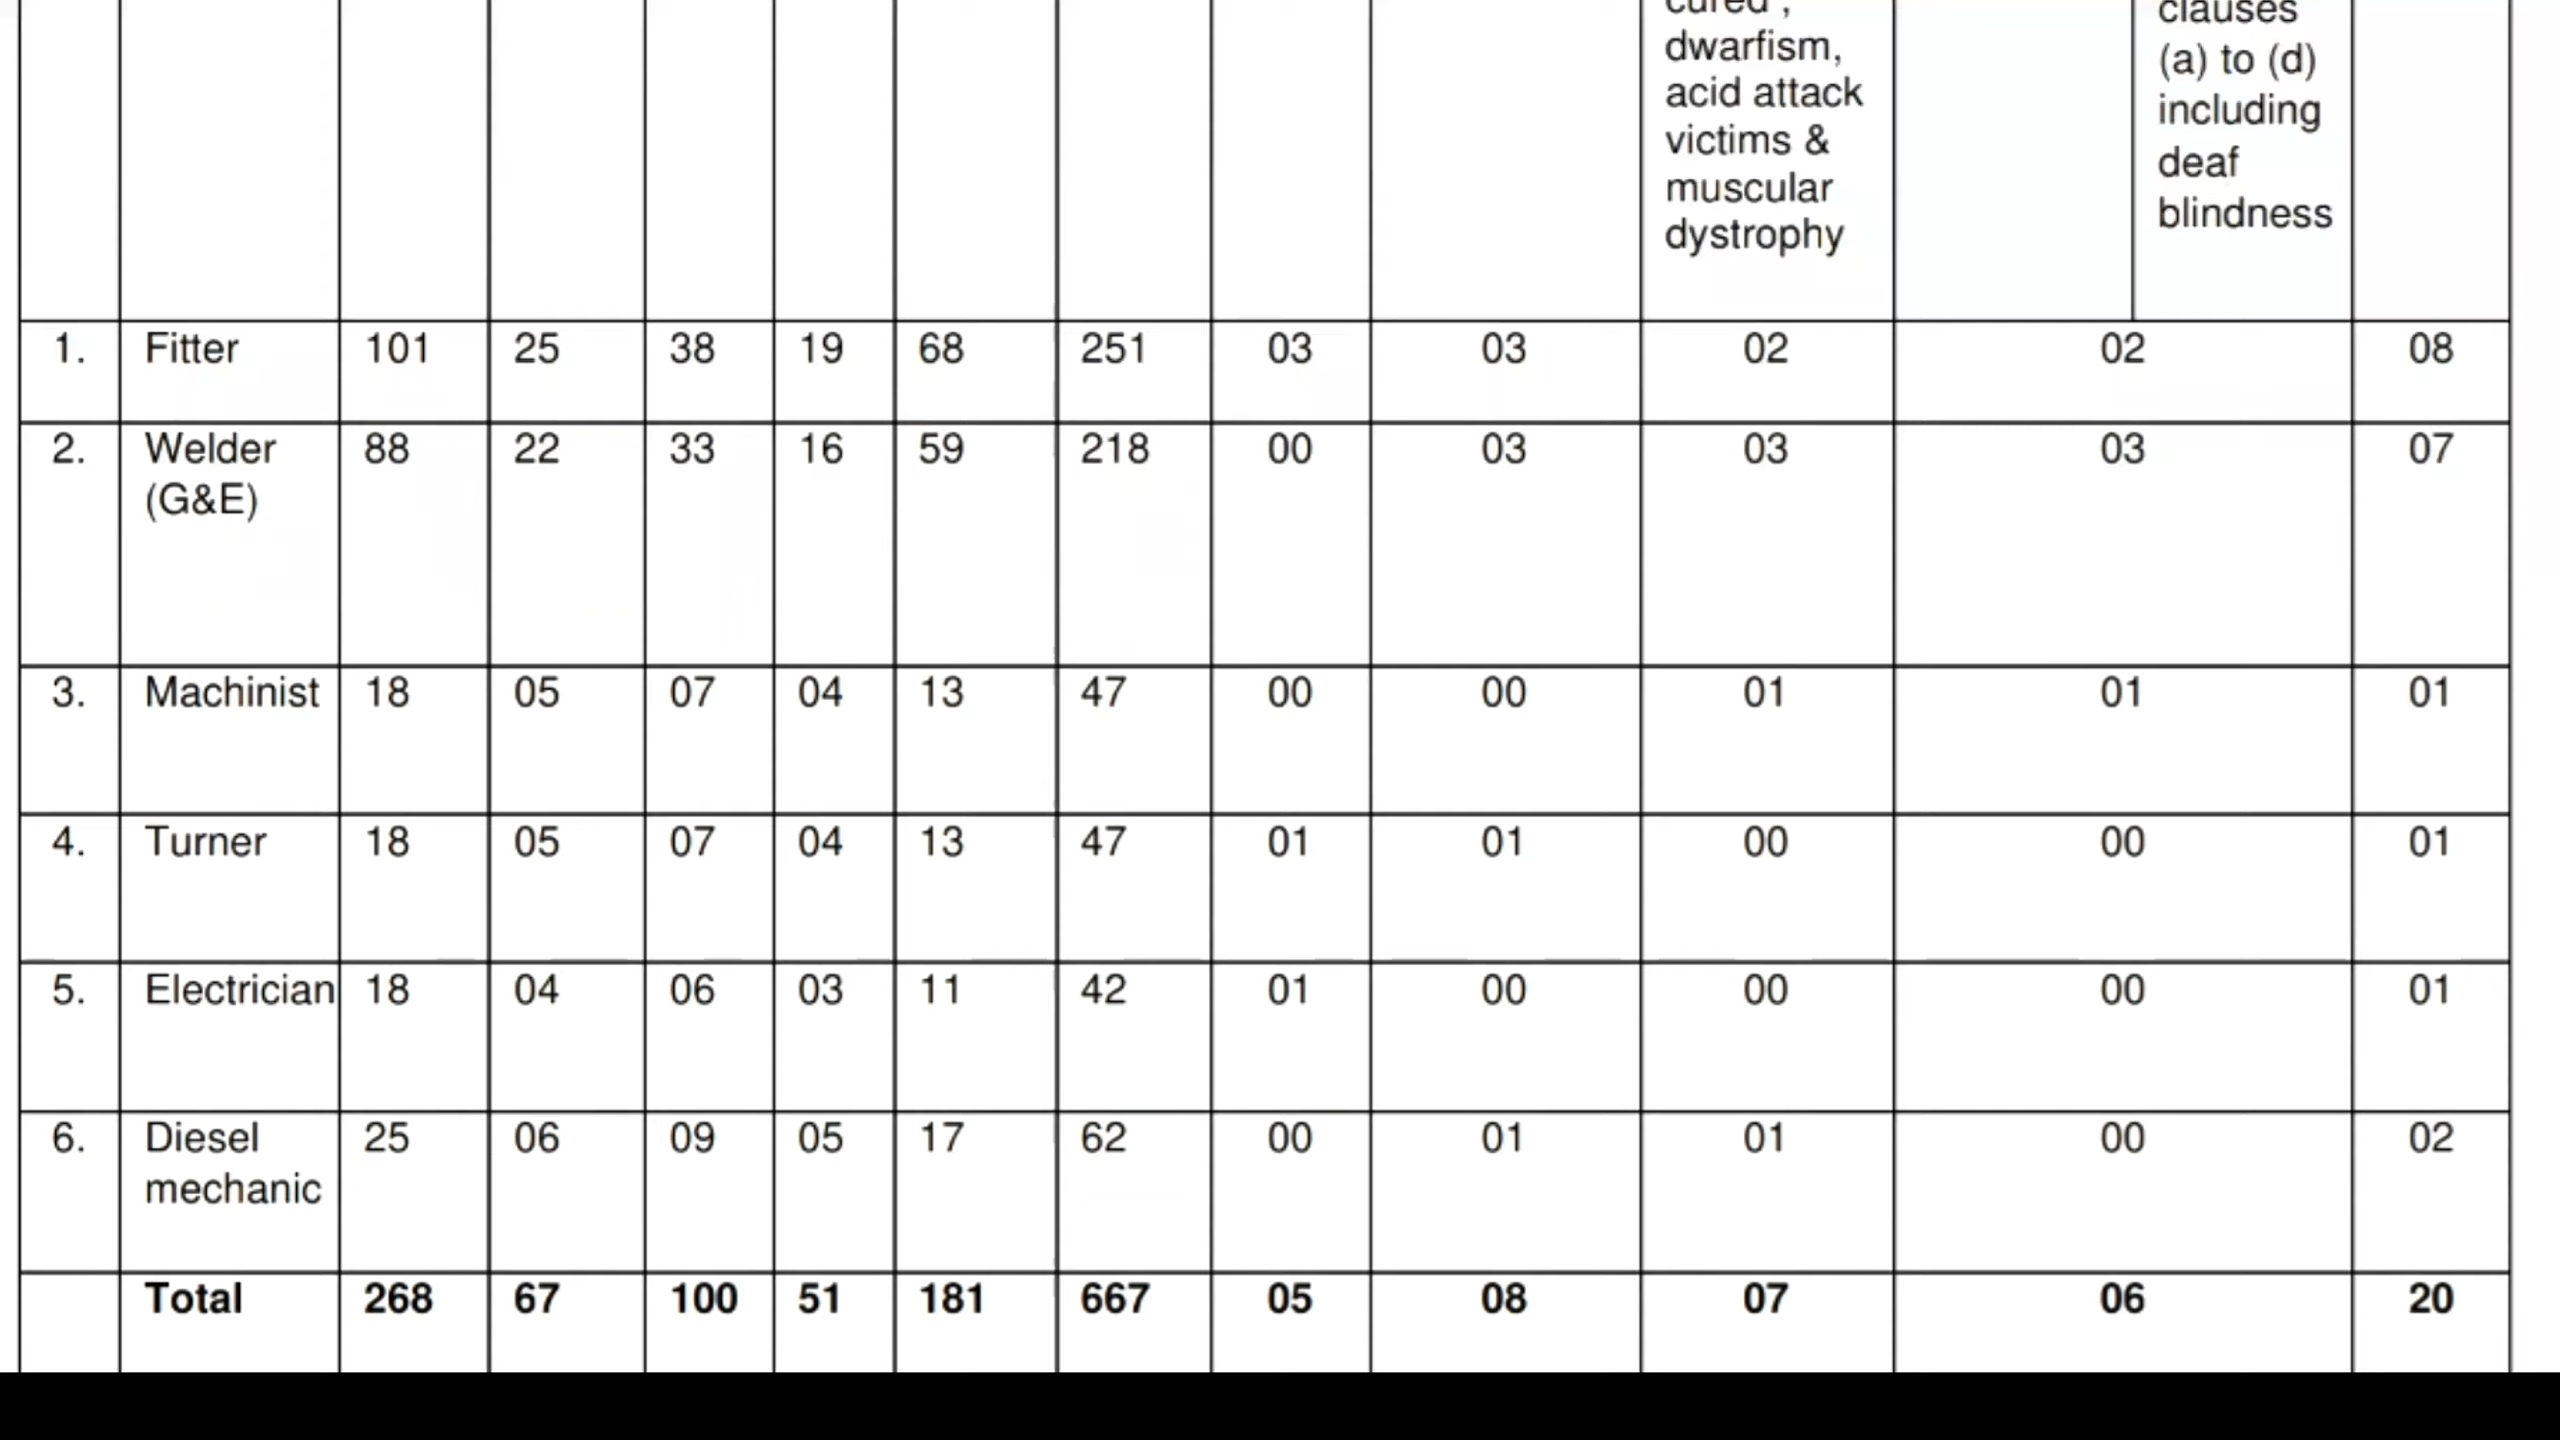 cured ,
dwarfism,
acid attack
victims &
muscular
dystrophy
clauses
(a) to (d)
including
deaf
blindness
1. Fitter 101 25 38 19 68 251 03 03 02 02 08
2. Welder 88 22 33 16 59 218 00 03 03 03 07
(G&E)
3. Machinist 18 05 07 04 13 47 00 00 01 01 01
4. Turner 18 05 07 04 13 47 01 01 00 00 01
5. Electrician 18 04 06 03 11 42 01 00 00 00 01
6. Diesel 25 06 09 05 17 62 00 01 01 00 02
mechanic
Total 268 67 100 51 181 667 05 08 07 06 20